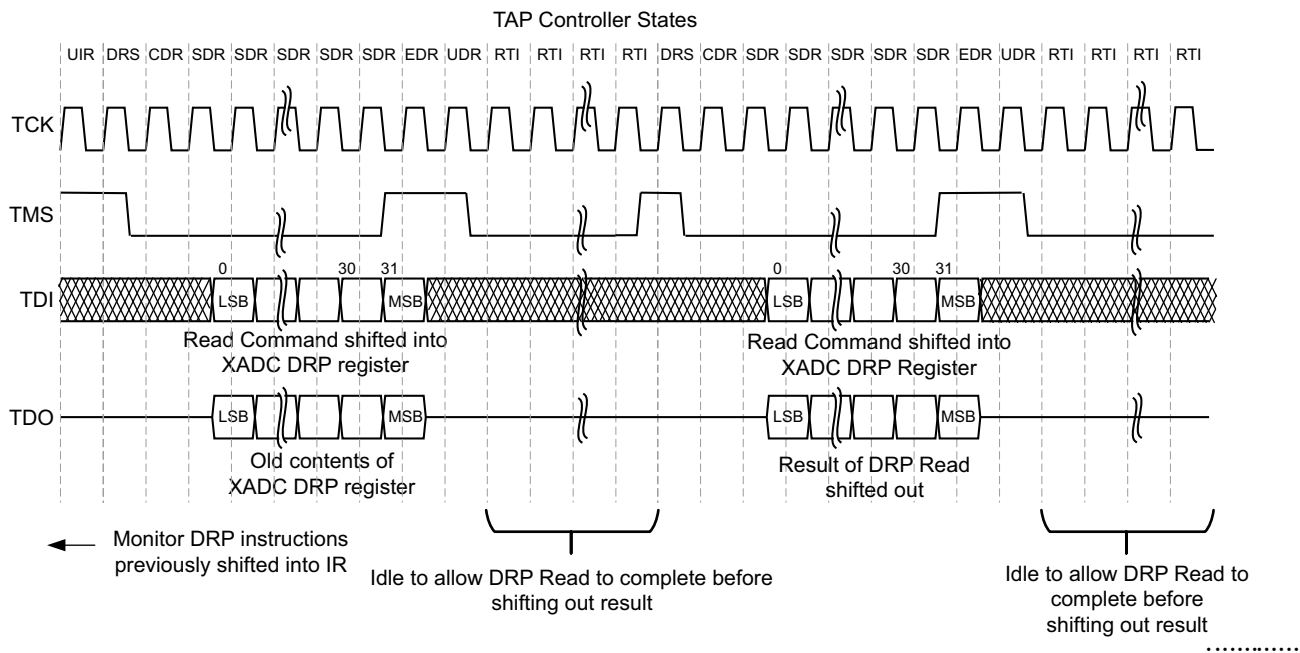 TAP Controller States
UIR DRS CDR SDR SDR SDR SDR SDR EDR UDR RTI RTI RTI RTI DRS CDR SDR SDR SDR SDR SDR EDR UDR RTI RTI RTI RTI
TCK
TMS
0 30 31 0 30 31
TDI LSB MSB LSB MSB
Read Command shifted into
XADC DRP register
Read Command shifted into
XADC DRP Register
TDO LSB MSB LSB MSB
Old contents of
XADC DRP register
Result of DRP Read
shifted out
Monitor DRP instructions
previously shifted into IR
Idle to allow DRP Read to complete before
shifting out result
Idle to allow DRP Read to
complete before
shifting out result